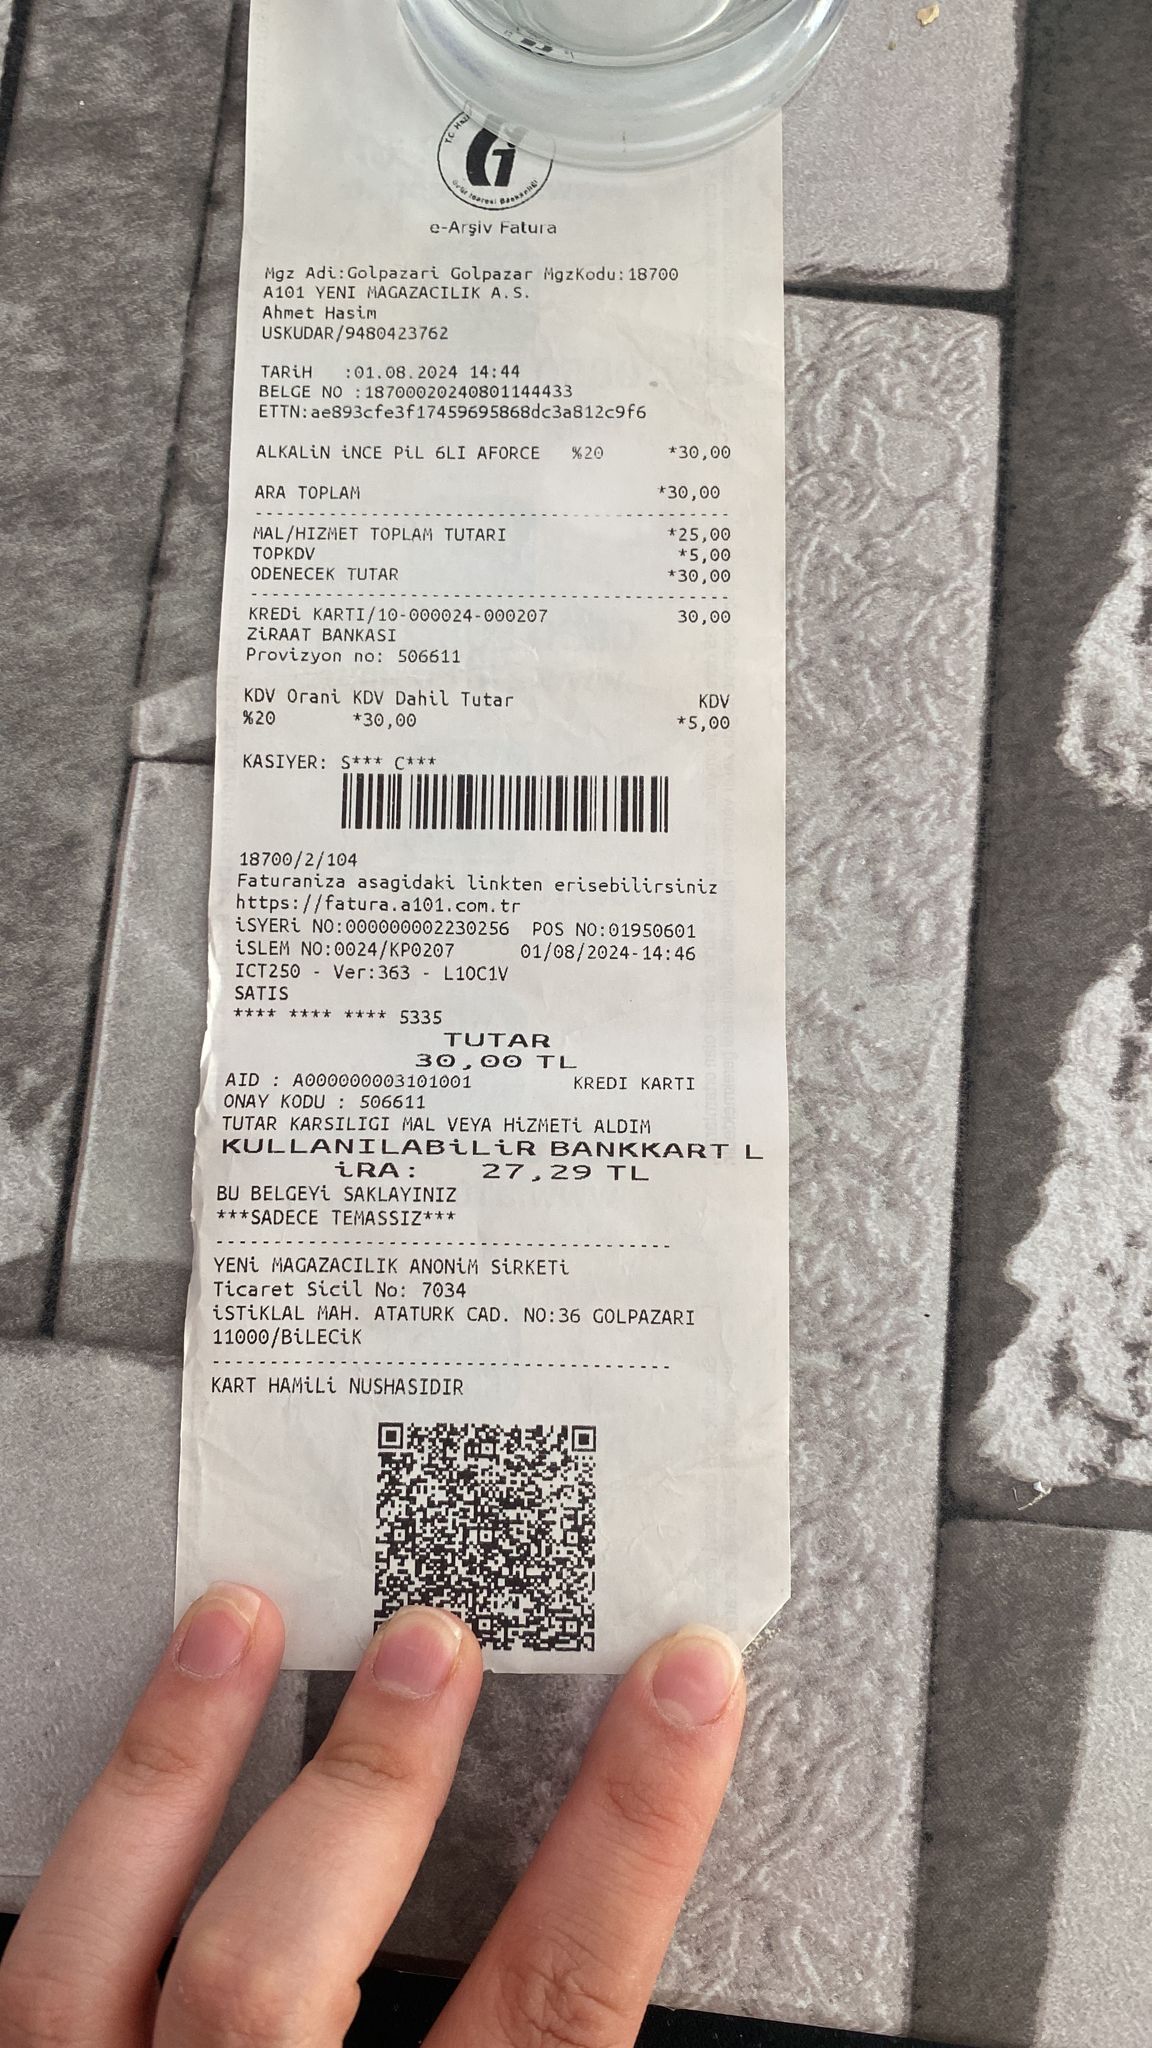 T.C. Hazi
Gelir İdaresi Başkanlığı
e-Arşiv Fatura
Mgz Adi:Golpazari Golpazar MgzKodu:18700
A101 YENI MAGAZACILIK A.S.
Ahmet Hasim
USKUDAR/9480423762
TARiH :01.08.2024 14:44
BELGE NO :18700020240801144433
ETTN:ae893cfe3f17459695868dc3a812c9f6
ALKALiN iNCE PiL 6LI AFORCE %20 *30,00
ARA TOPLAM *30,00
MAL/HIZMET TOPLAM TUTARI *25,00
TOPKDV *5,00
ODENECEK TUTAR *30,00
KREDi KARTI/10-000024-000207 30,00
ZiRAAT BANKASI
Provizyon no: 506611
KDV Orani KDV Dahil Tutar KDV
%20 *30,00 *5,00
KASIYER: S*** C***
18700/2/104
Faturaniza asagidaki linkten erisebilirsiniz
https://fatura.a101.com.tr
iSYERi NO:000000002230256 POS NO:01950601
iSLEM NO:0024/KP0207 01/08/2024-14:46
ICT250 - Ver:363 - L10C1V
SATIS
**** **** **** 5335
TUTAR
30,00 TL
AID : A000000003101001 KREDI KARTI
ONAY KODU : 506611
TUTAR KARSILIGI MAL VEYA HiZMETi ALDIM
KULLANILABiLiR BANKKART L
iRA: 27,29 TL
BU BELGEYi SAKLAYINIZ
***SADECE TEMASSIZ***
YENi MAGAZACILIK ANONiM SiRKETi
Ticaret Sicil No: 7034
iSTiKLAL MAH. ATATURK CAD. NO:36 GOLPAZARI
11000/BiLECiK
KART HAMiLi NUSHASIDIR